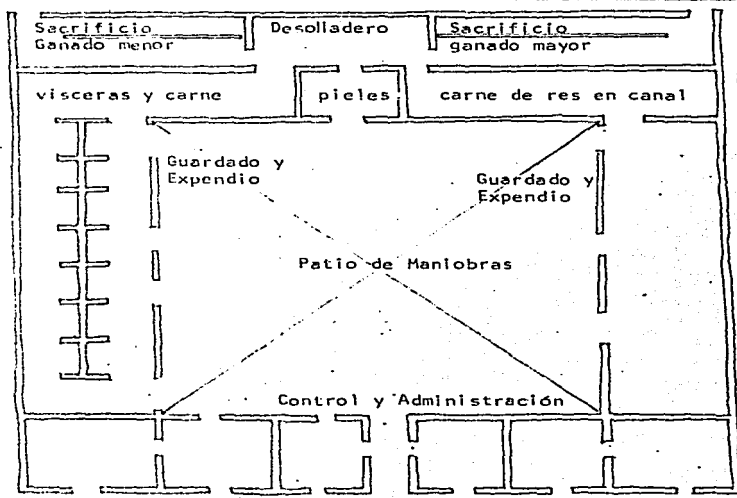 Sacrificio
Ganado menor
Desolladero
Sacrificio
ganado mayor
visceras y carne
pieles
carne de res en canal
Guardado y
Expendio
Guardado y
Expendio
Patio de Maniobras
Control y Administración